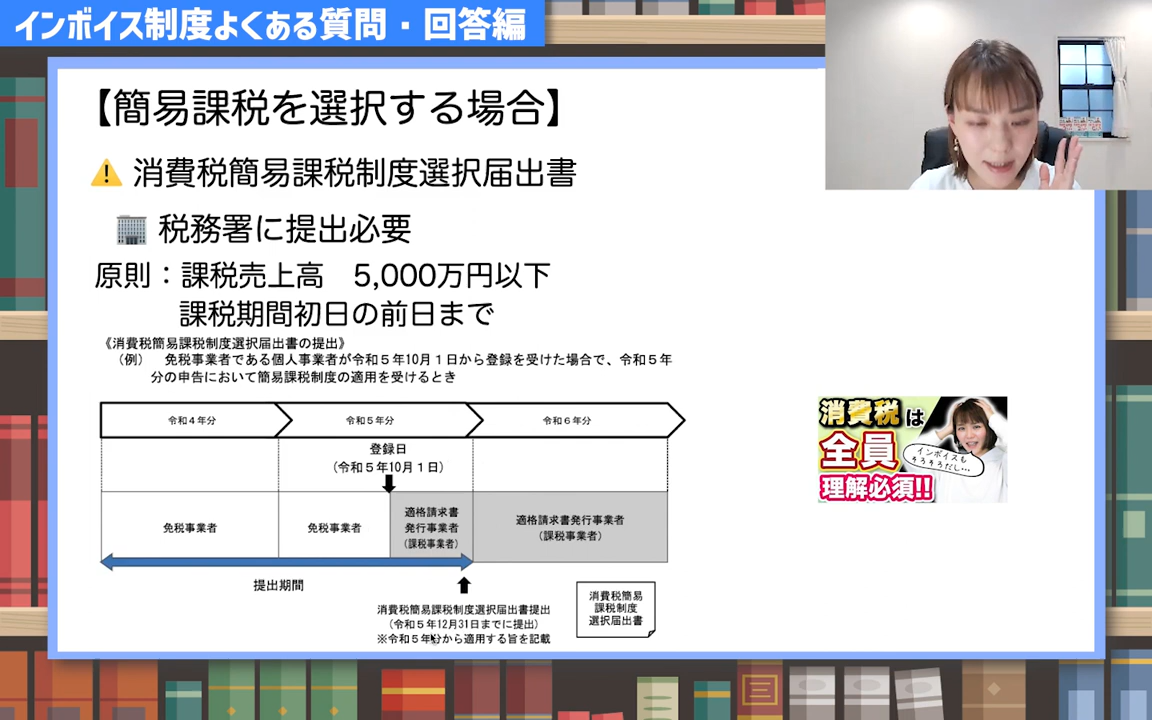 インボイス制度よくある質問・回答編
【簡易課税を選択する場合】
消費税簡易課税制度選択届出書
税務署に提出必要
原則：課税売上高　5,000万円以下
課税期間初日の前日まで
《消費税簡易課税制度選択届出書の提出》
（例）　免税事業者である個人事業者が令和５年10月１日から登録を受けた場合で、令和５年
分の申告において簡易課税制度の適用を受けるとき
令和４年分
令和５年分
令和６年分
登録日
（令和５年10月１日）
免税事業者
免税事業者
適格請求書
発行事業者
（課税事業者）
適格請求書発行事業者
（課税事業者）
提出期間
消費税簡易課税制度選択届出書提出
（令和５年12月31日までに提出）
※令和５年分から適用する旨を記載
消費税簡易
課税制度
選択届出書
消費税は
全員
理解必須!!
インボイスも
そろそろだし…